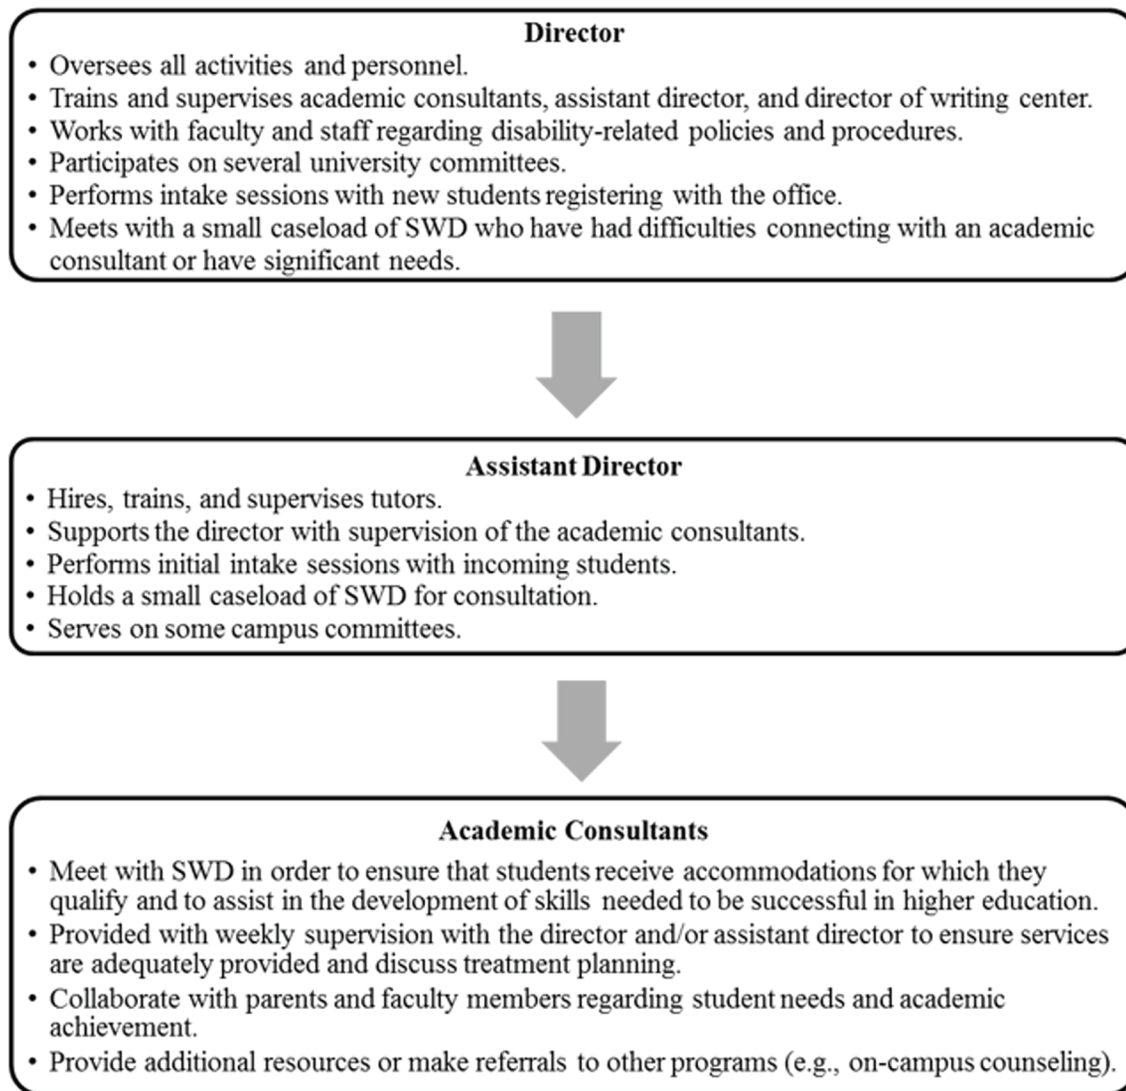 Director
• Oversees all activities and personnel.
• Trains and supervises academic consultants, assistant director, and director of writing center.
• Works with faculty and staff regarding disability-related policies and procedures.
• Participates on several university committees.
• Performs intake sessions with new students registering with the office.
• Meets with a small caseload of SWD who have had difficulties connecting with an academic
consultant or have significant needs.
Assistant Director
• Hires, trains, and supervises tutors.
• Supports the director with supervision of the academic consultants.
• Performs initial intake sessions with incoming students.
• Holds a small caseload of SWD for consultation.
• Serves on some campus committees.
Academic Consultants
• Meet with SWD in order to ensure that students receive accommodations for which they
qualify and to assist in the development of skills needed to be successful in higher education.
• Provided with weekly supervision with the director and/or assistant director to ensure services
are adequately provided and discuss treatment planning.
• Collaborate with parents and faculty members regarding student needs and academic
achievement.
• Provide additional resources or make referrals to other programs (e.g., on-campus counseling).